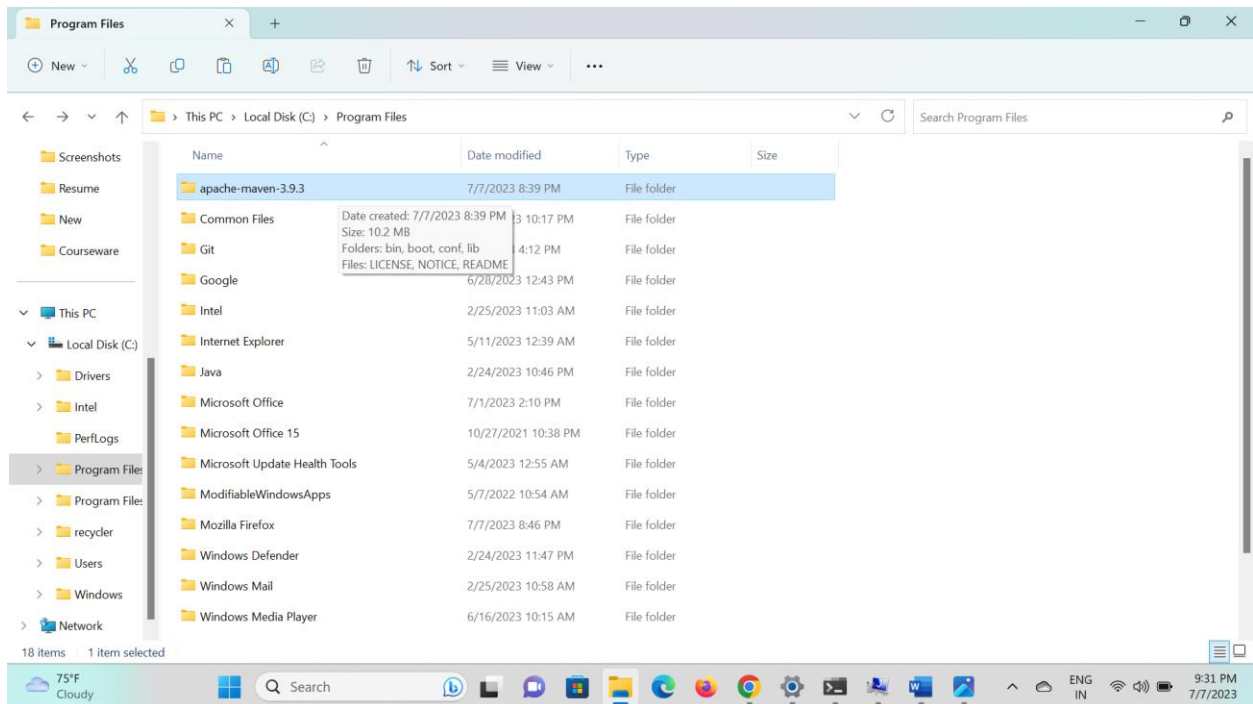 Program Files
New
Sort
View
This PC > Local Disk (C:) > Program Files
Search Program Files
Screenshots
Resume
New
Courseware
This PC
Local Disk (C:)
Drivers
Intel
PerfLogs
Program Files
Program Files
recycler
Users
Windows
Network
Name Date modified Type Size
apache-maven-3.9.3 7/7/2023 8:39 PM File folder
Common Files 3 10:17 PM File folder
Git 4:12 PM File folder
Google 6/28/2023 12:43 PM File folder
Intel 2/25/2023 11:03 AM File folder
Internet Explorer 5/11/2023 12:39 AM File folder
Java 2/24/2023 10:46 PM File folder
Microsoft Office 7/1/2023 2:10 PM File folder
Microsoft Office 15 10/27/2021 10:38 PM File folder
Microsoft Update Health Tools 5/4/2023 12:55 AM File folder
ModifiableWindowsApps 5/7/2022 10:54 AM File folder
Mozilla Firefox 7/7/2023 8:46 PM File folder
Windows Defender 2/24/2023 11:47 PM File folder
Windows Mail 2/25/2023 10:58 AM File folder
Windows Media Player 6/16/2023 10:15 AM File folder
Date created: 7/7/2023 8:39 PM
Size: 10.2 MB
Folders: bin, boot, conf, lib
Files: LICENSE, NOTICE, README
18 items 1 item selected
75°F
Cloudy
Search
ENG
IN
9:31 PM
7/7/2023